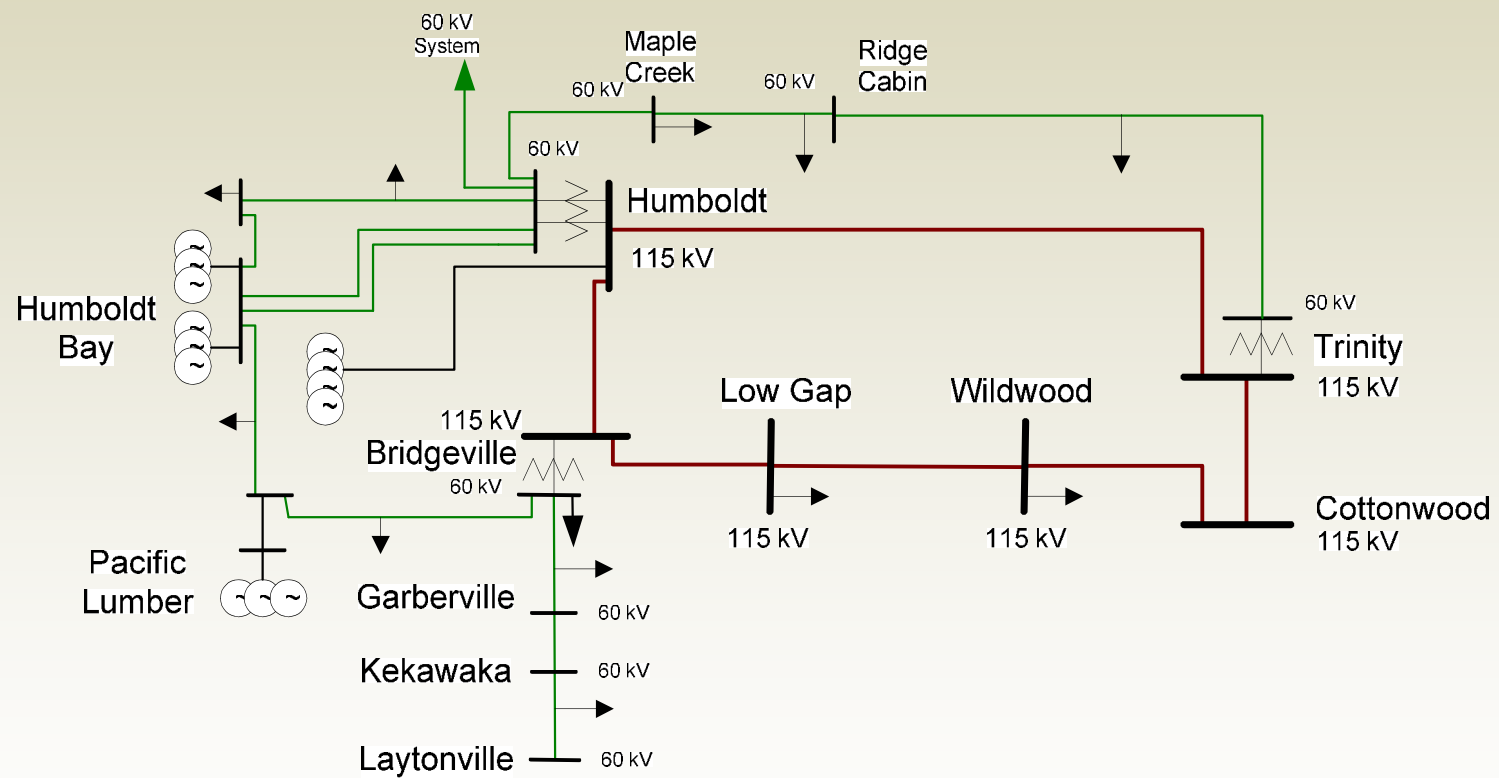 60 kV
System
Maple
Creek
60 kV
60 kV
Ridge
Cabin
60 kV
Humboldt
115 kV
Humboldt
Bay
60 kV
Trinity
115 kV
Low Gap
Wildwood
115 kV
Bridgeville
60 kV
115 kV
115 kV
Cottonwood
115 kV
Pacific
Lumber
Garberville
60 kV
Kekawaka
60 kV
Laytonville
60 kV